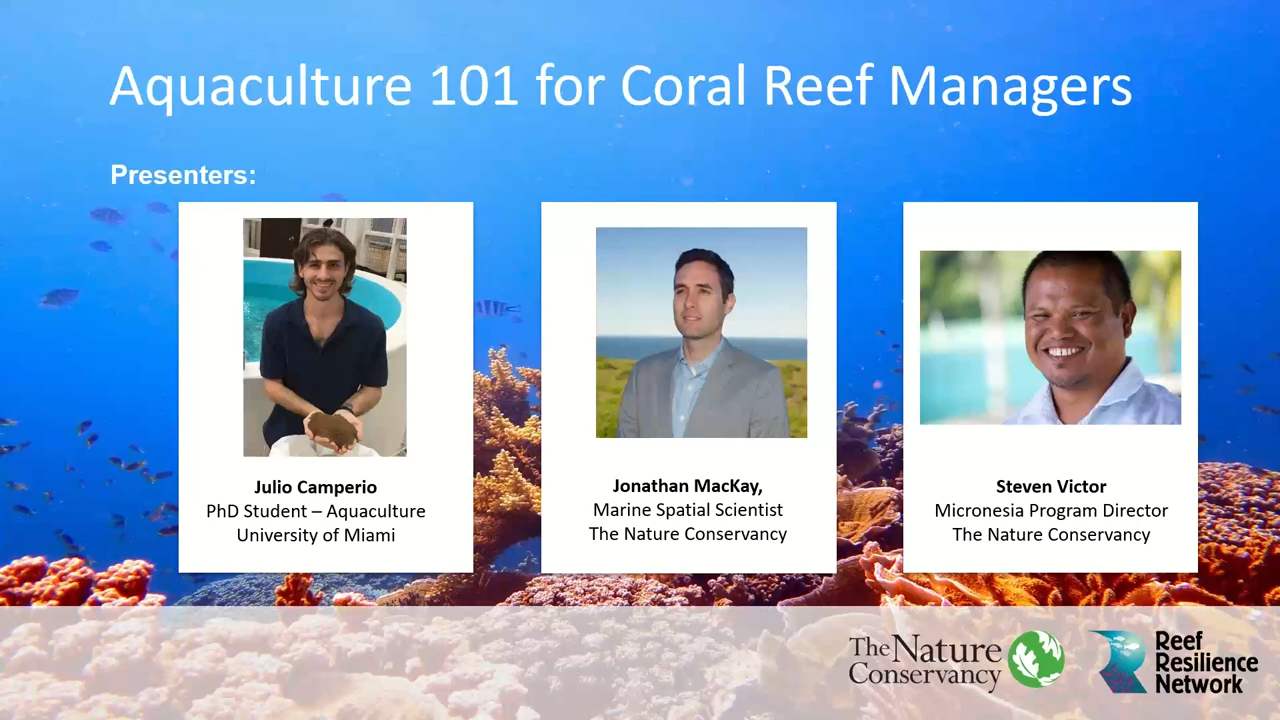 Aquaculture 101 for Coral Reef Managers
Presenters:
Julio Camperio
PhD Student – Aquaculture
University of Miami
Jonathan MacKay,
Marine Spatial Scientist
The Nature Conservancy
Steven Victor
Micronesia Program Director
The Nature Conservancy
The Nature
Conservancy
Reef
Resilience
Network